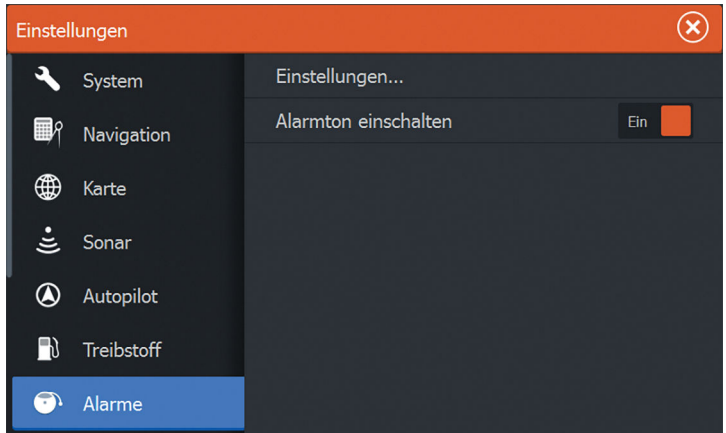 Einstellungen
System
Navigation
Karte
Sonar
Autopilot
Treibstoff
Alarme
Einstellungen...
Alarmton einschalten Ein